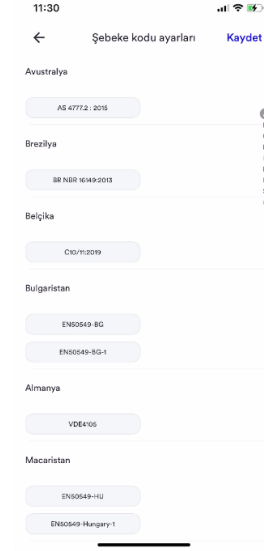 11:30
Şebeke kodu ayarları
Kaydet
Avustralya
AS 4777.2 : 2015
Brezilya
BR NBR 16149:2013
Belçika
C10/11:2019
Bulgaristan
EN50549-BG
EN50549-BG-1
Almanya
VDE4105
Macaristan
EN50549-HU
EN50549-Hungary-1